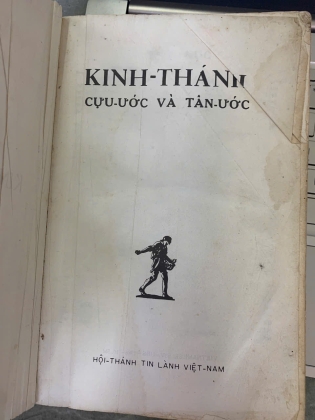 KINH-THÁNH
CỰU-ƯỚC VÀ TÂN-ƯỚC
HỘI-THÁNH TIN LÀNH VIỆT-NAM